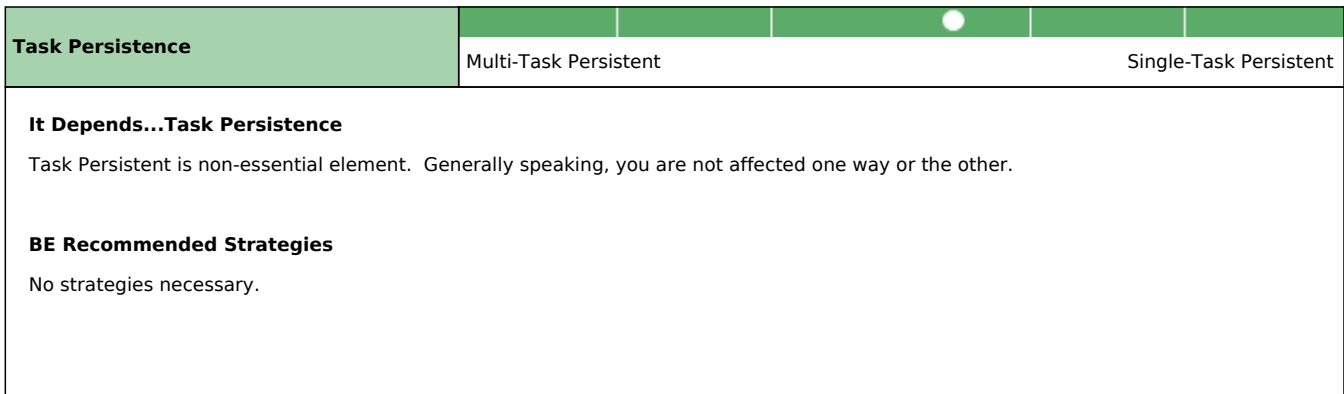 Task Persistence
Multi-Task Persistent
Single-Task Persistent
It Depends...Task Persistence
Task Persistent is non-essential element.  Generally speaking, you are not affected one way or the other.
BE Recommended Strategies
No strategies necessary.